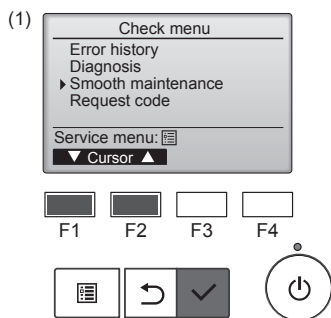 (1)
Check menu
Error history
Diagnosis
Smooth maintenance
Request code
Service menu:
▼ Cursor ▲
F1 F2 F3 F4